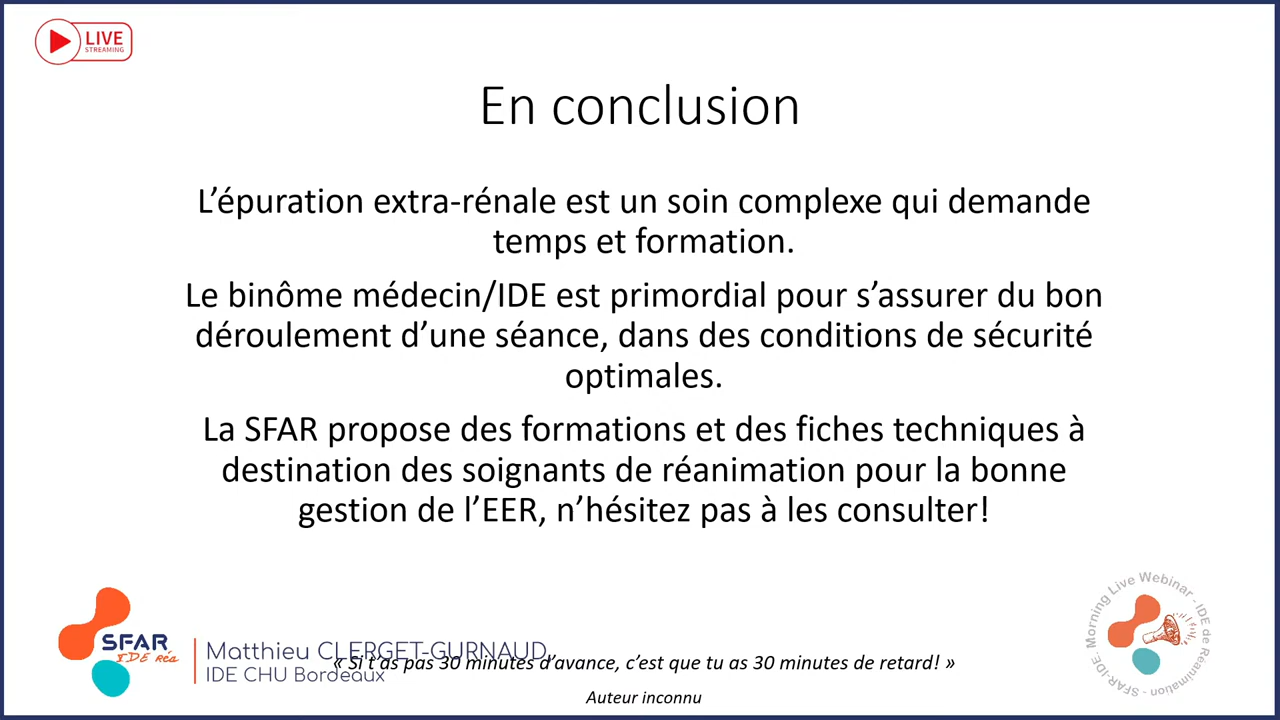 LIVE
STREAMING
En conclusion
L’épuration extra-rénale est un soin complexe qui demande
temps et formation.
Le binôme médecin/IDE est primordial pour s’assurer du bon
déroulement d’une séance, dans des conditions de sécurité
optimales.
La SFAR propose des formations et des fiches techniques à
destination des soignants de réanimation pour la bonne
gestion de l’EER, n’hésitez pas à les consulter!
SFAR
IDE Réa
Matthieu CLERGET-GURNAUD
IDE CHU Bordeaux
« Si t’as pas 30 minutes d’avance, c’est que tu as 30 minutes de retard! »
Auteur inconnu
Morning Live Webinar - IDE de Réanimation - SFAR-IDE.